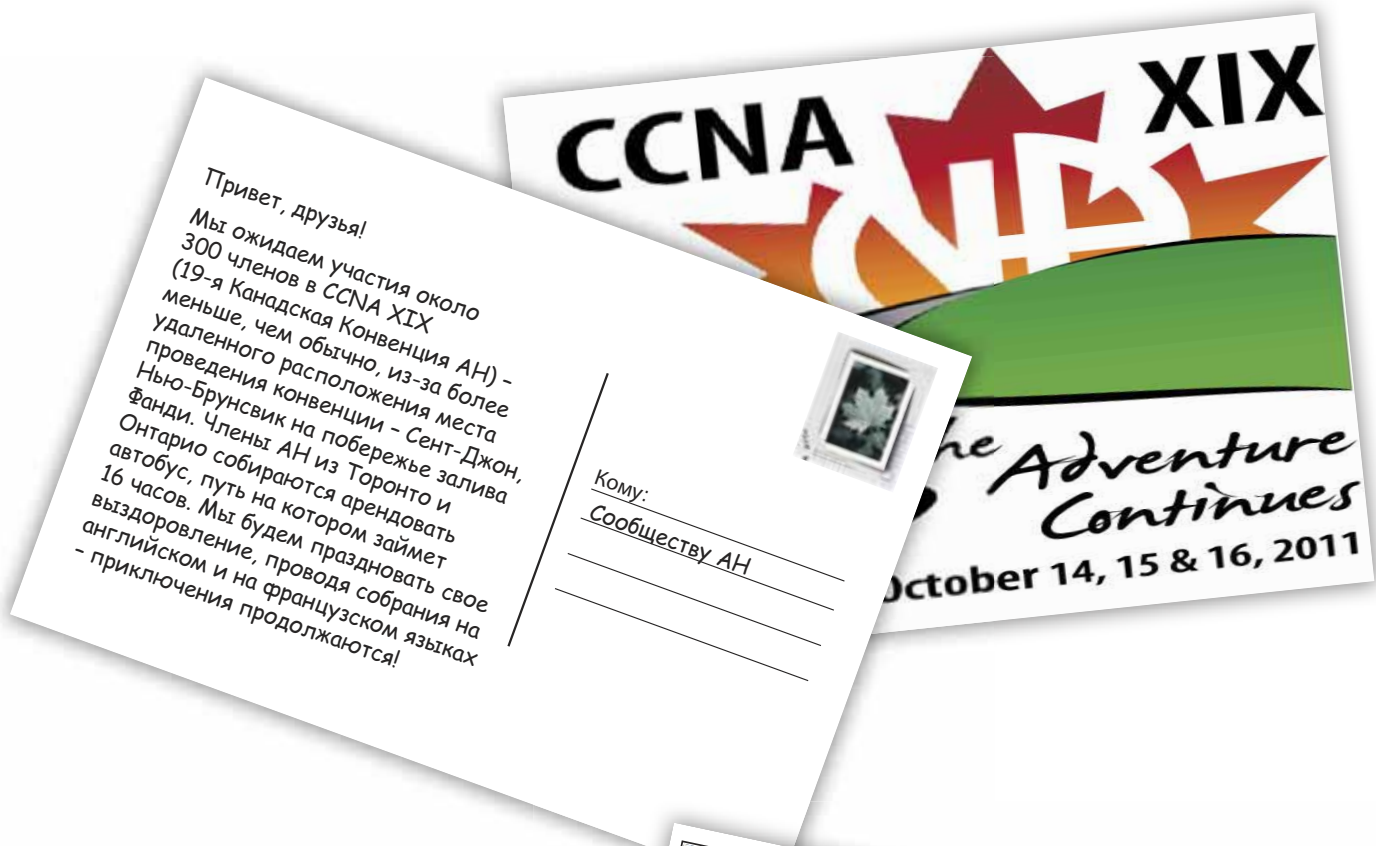 CCNA XIX
he Adventure
Continues
October 14, 15 & 16, 2011
Привет, друзья!
Мы ожидаем участия около
300 членов в CCNA XIX
(19-я Канадская Конвенция АН) –
меньше, чем обычно, из-за более
удаленного расположения места
проведения конвенции – Сент-Джон,
Нью-Брунсвик на побережье залива
Фанди. Члены АН из Торонто и
Онтарио собираются арендовать
автобус, путь на котором займет
16 часов. Мы будем праздновать свое
выздоровление, проводя собрания на
английском и на французском языках
– приключения продолжаются!
Кому:
Сообществу АН